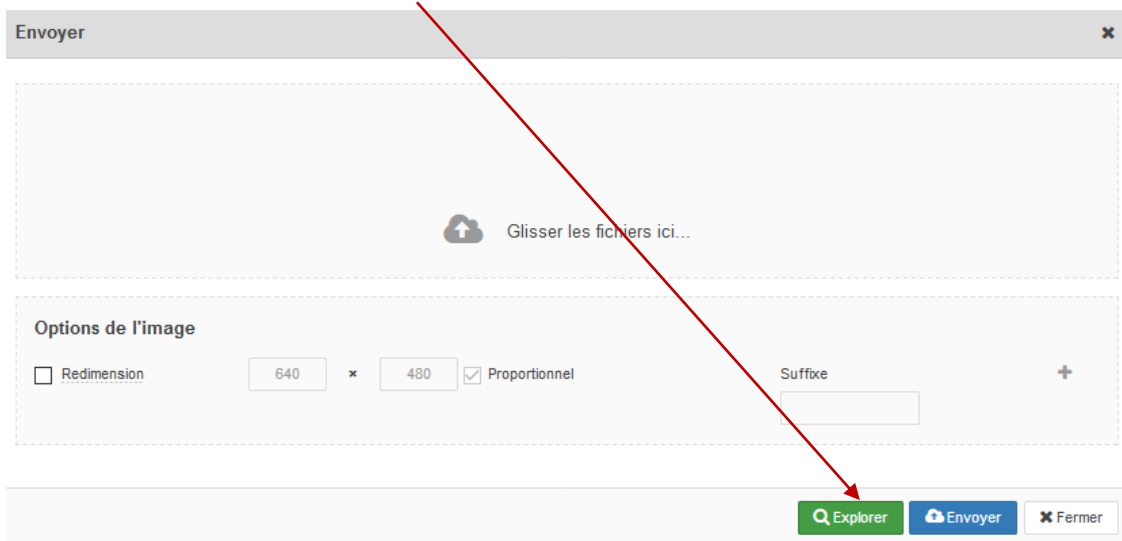 Envoyer
Glisser les fichiers ici...
Options de l'image
Redimension 640 × 480 Proportionnel Suffixe
Explorer Envoyer Fermer